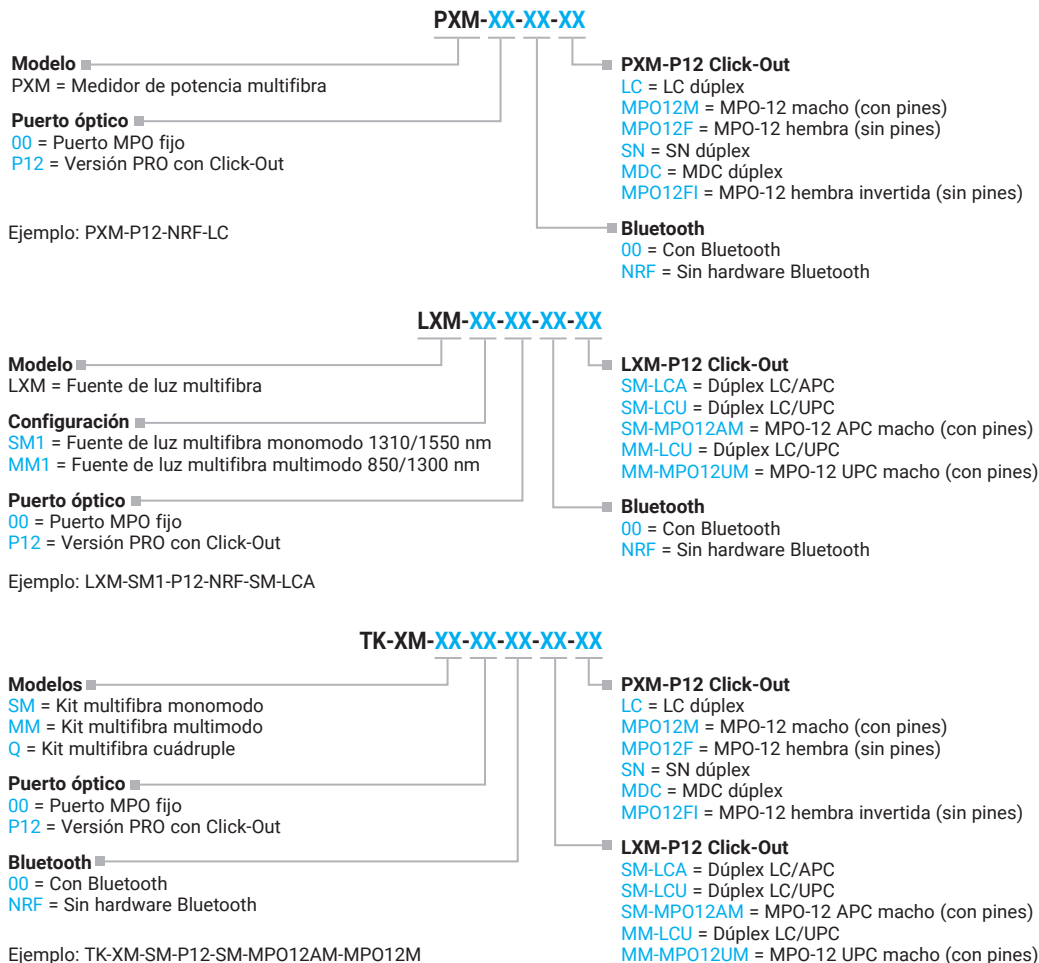 PXM-XX-XX-XX
Modelo
PXM = Medidor de potencia multifibra
Puerto óptico
00 = Puerto MPO fijo
P12 = Versión PRO con Click-Out
Ejemplo: PXM-P12-NRF-LC
PXM-P12 Click-Out
LC = LC dúplex
MPO12M = MPO-12 macho (con pines)
MPO12F = MPO-12 hembra (sin pines)
SN = SN dúplex
MDC = MDC dúplex
MPO12FI = MPO-12 hembra invertida (sin pines)
Bluetooth
00 = Con Bluetooth
NRF = Sin hardware Bluetooth
LXM-XX-XX-XX-XX
Modelo
LXM = Fuente de luz multifibra
Configuración
SM1 = Fuente de luz multifibra monomodo 1310/1550 nm
MM1 = Fuente de luz multifibra multimodo 850/1300 nm
Puerto óptico
00 = Puerto MPO fijo
P12 = Versión PRO con Click-Out
Ejemplo: LXM-SM1-P12-NRF-SM-LCA
LXM-P12 Click-Out
SM-LCA = Dúplex LC/APC
SM-LCU = Dúplex LC/UPC
SM-MPO12AM = MPO-12 APC macho (con pines)
MM-LCU = Dúplex LC/UPC
MM-MPO12UM = MPO-12 UPC macho (con pines)
Bluetooth
00 = Con Bluetooth
NRF = Sin hardware Bluetooth
TK-XM-XX-XX-XX-XX-XX
Modelos
SM = Kit multifibra monomodo
MM = Kit multifibra multimodo
Q = Kit multifibra cuádruple
Puerto óptico
00 = Puerto MPO fijo
P12 = Versión PRO con Click-Out
Bluetooth
00 = Con Bluetooth
NRF = Sin hardware Bluetooth
Ejemplo: TK-XM-SM-P12-SM-MPO12AM-MPO12M
PXM-P12 Click-Out
LC = LC dúplex
MPO12M = MPO-12 macho (con pines)
MPO12F = MPO-12 hembra (sin pines)
SN = SN dúplex
MDC = MDC dúplex
MPO12FI = MPO-12 hembra invertida (sin pines)
LXM-P12 Click-Out
SM-LCA = Dúplex LC/APC
SM-LCU = Dúplex LC/UPC
SM-MPO12AM = MPO-12 APC macho (con pines)
MM-LCU = Dúplex LC/UPC
MM-MPO12UM = MPO-12 UPC macho (con pines)